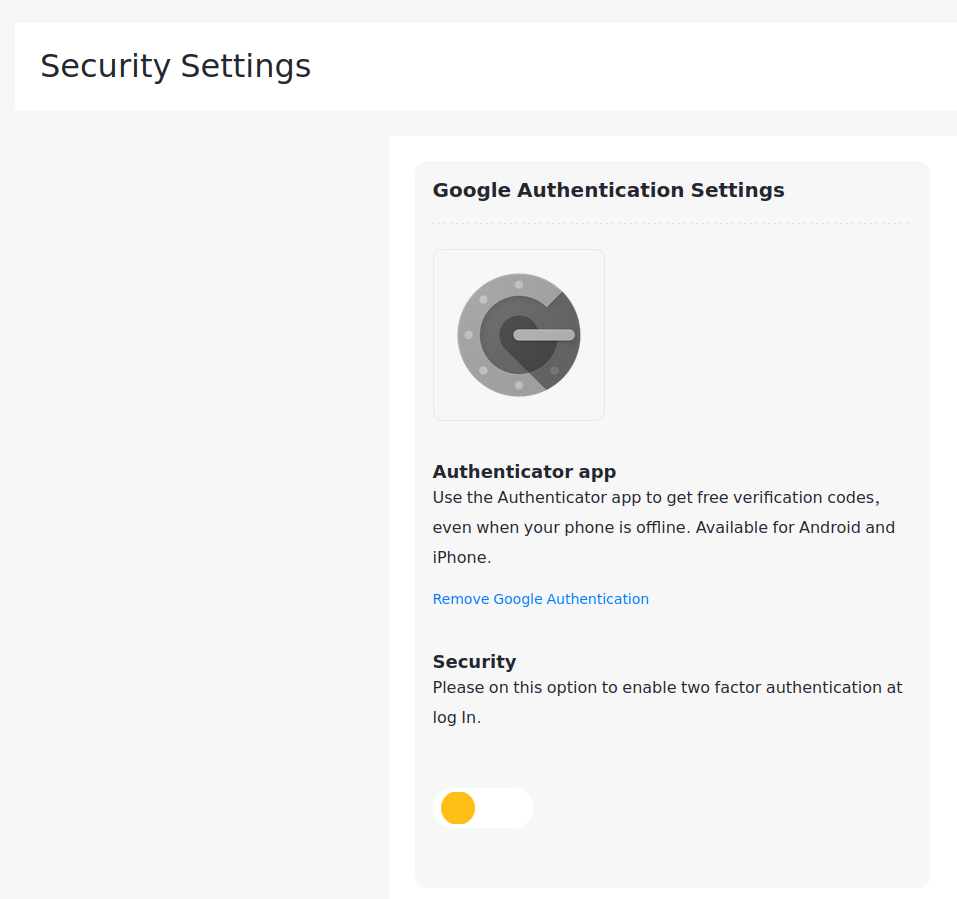 Security Settings
Google Authentication Settings
Authenticator app
Use the Authenticator app to get free verification codes,
even when your phone is offline. Available for Android and
iPhone.
Remove Google Authentication
Security
Please on this option to enable two factor authentication at
log In.